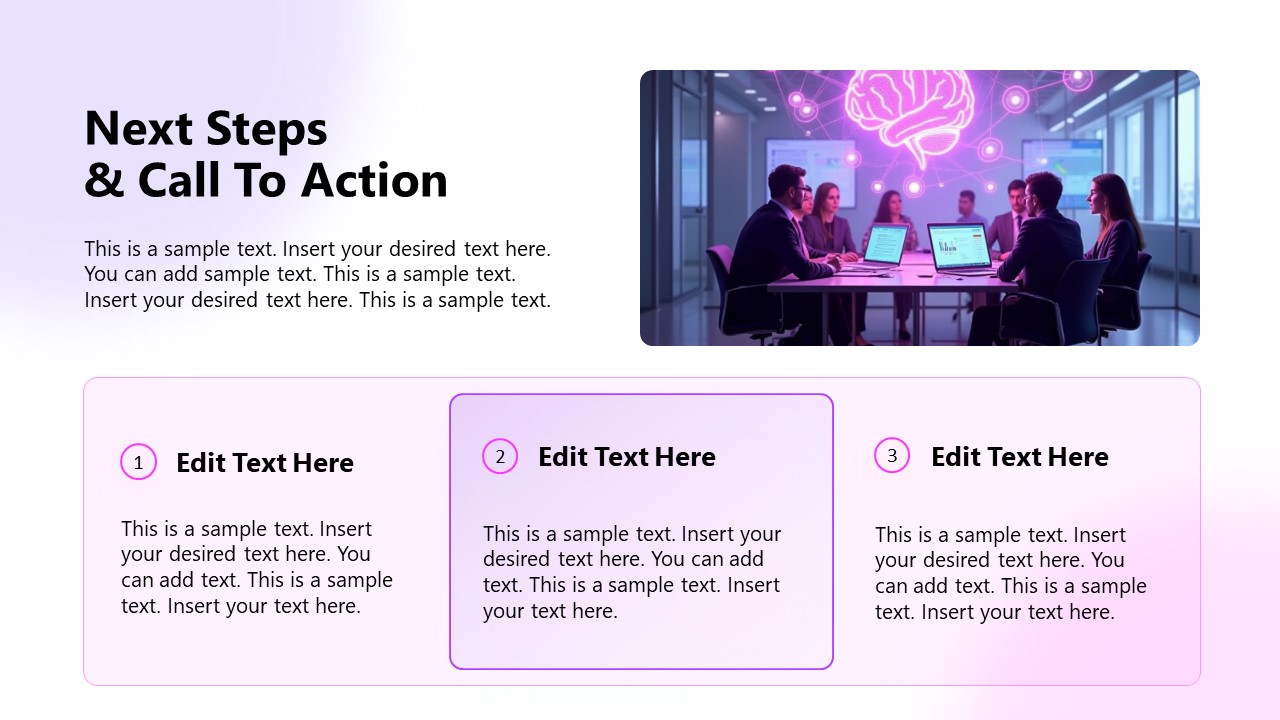 Next Steps
& Call To Action
This is a sample text. Insert your desired text here.
You can add sample text. This is a sample text.
Insert your desired text here. This is a sample text.
1
Edit Text Here
This is a sample text. Insert
your desired text here. You
can add text. This is a sample
text. Insert your text here.
2
Edit Text Here
This is a sample text. Insert your
desired text here. You can add
text. This is a sample text. Insert
your text here.
3
Edit Text Here
This is a sample text. Insert
your desired text here. You
can add text. This is a sample
text. Insert your text here.